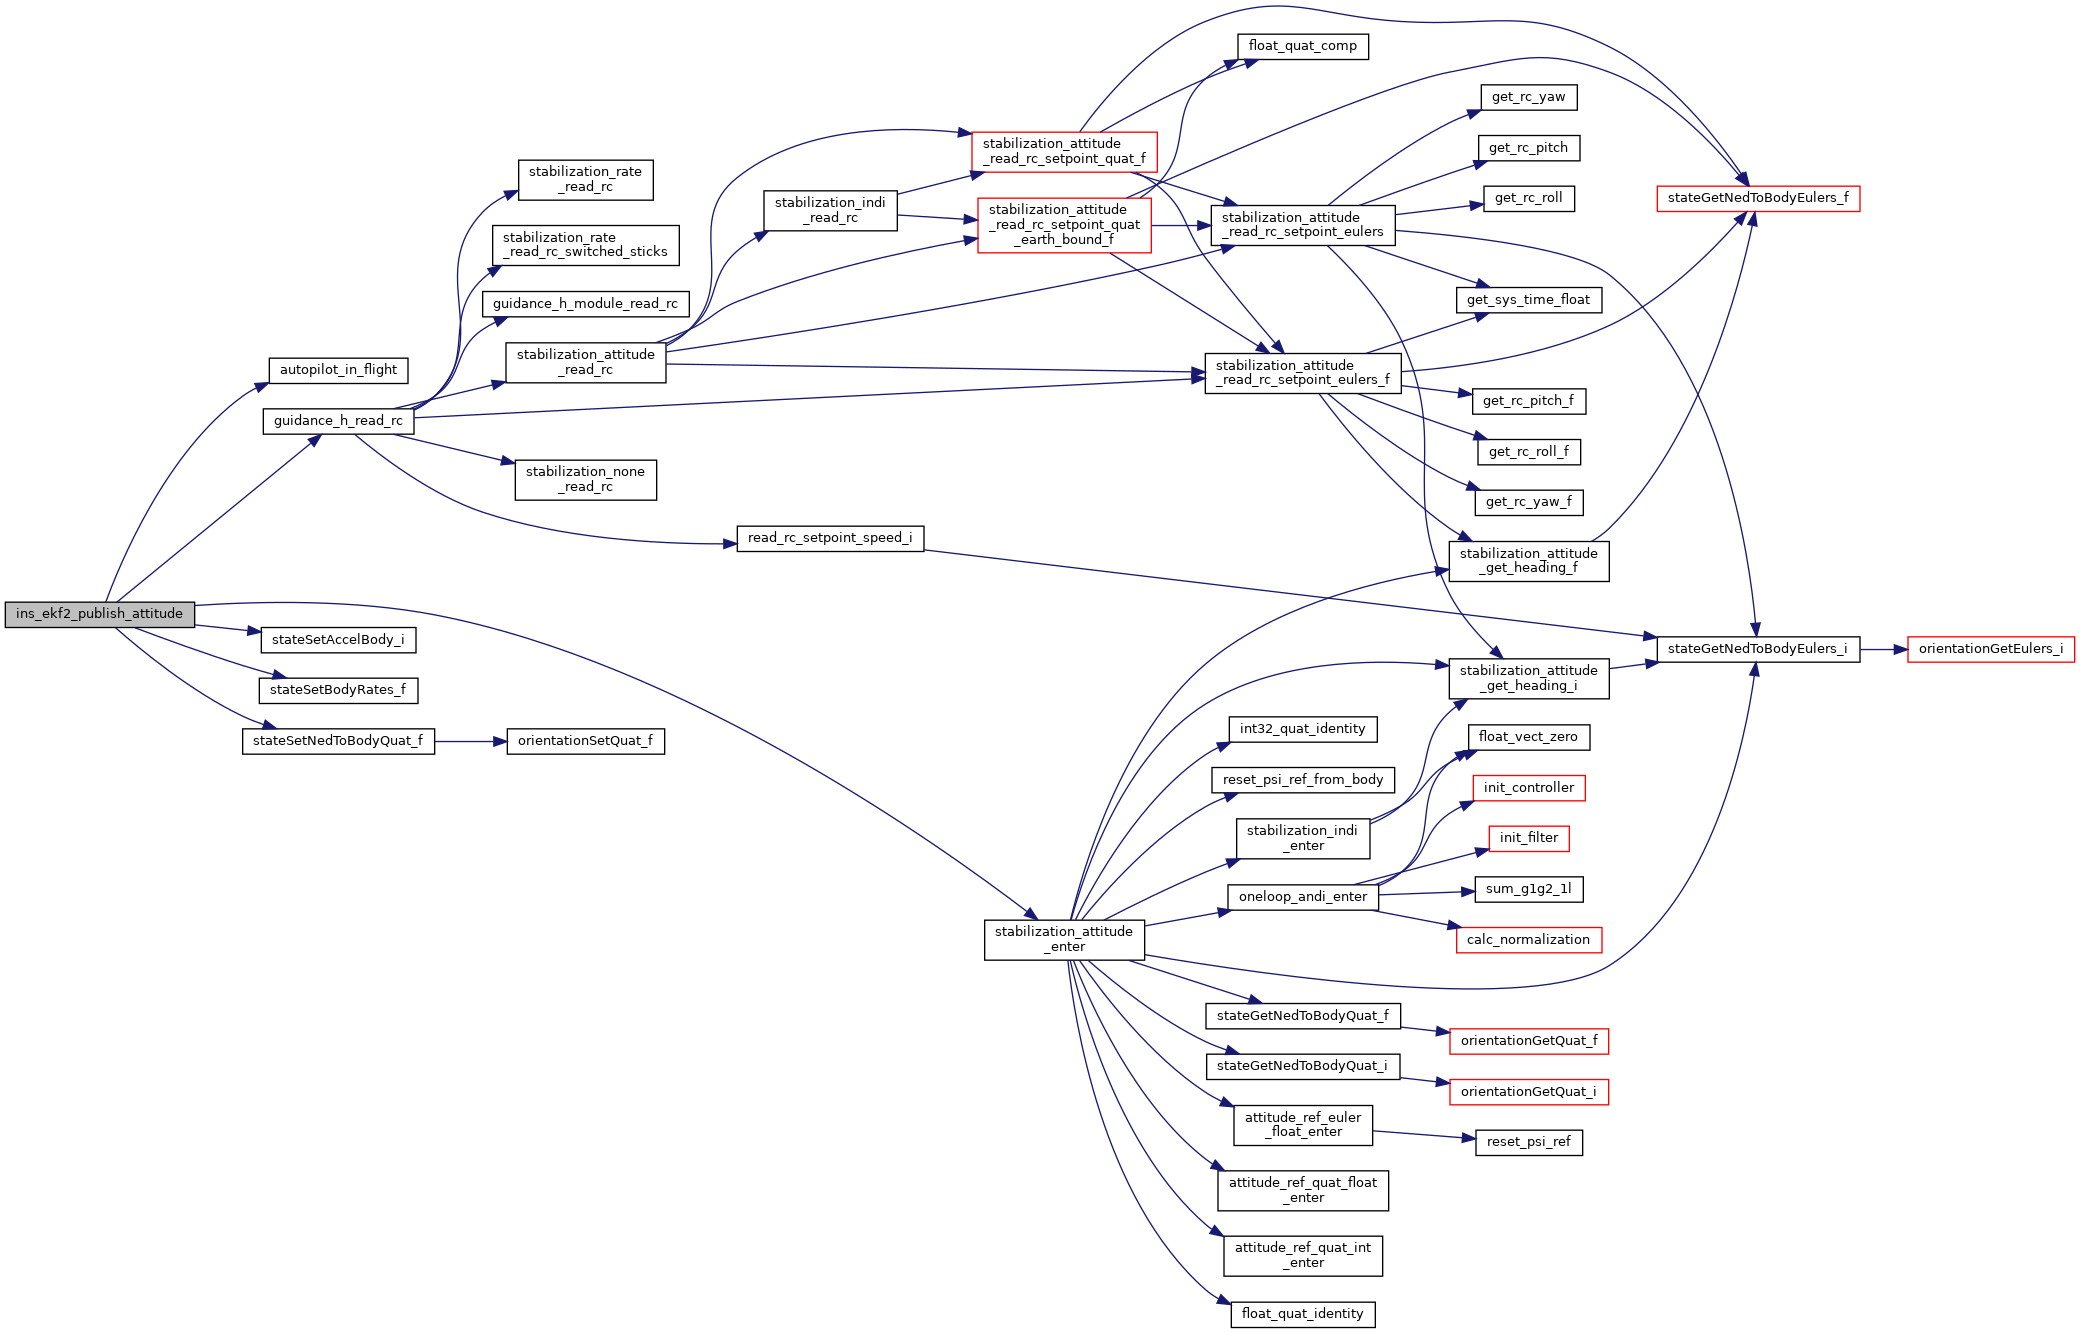 ins_ekf2_publish_attitude
autopilot_in_flight
guidance_h_read_rc
stateSetAccelBody_i
stateSetBodyRates_f
stateSetNedToBodyQuat_f
stabilization_rate
_read_rc
stabilization_rate
_read_rc_switched_sticks
guidance_h_module_read_rc
stabilization_attitude
_read_rc
stabilization_none
_read_rc
orientationSetQuat_f
stabilization_indi
_read_rc
read_rc_setpoint_speed_i
stabilization_attitude
_read_rc_setpoint_quat_f
stabilization_attitude
_read_rc_setpoint_quat
_earth_bound_f
stabilization_attitude
_enter
float_quat_comp
stabilization_attitude
_read_rc_setpoint_eulers
stabilization_attitude
_read_rc_setpoint_eulers_f
int32_quat_identity
reset_psi_ref_from_body
stabilization_indi
_enter
oneloop_andi_enter
stateGetNedToBodyQuat_f
stateGetNedToBodyQuat_i
attitude_ref_euler
_float_enter
attitude_ref_quat_float
_enter
attitude_ref_quat_int
_enter
float_quat_identity
get_rc_yaw
get_rc_pitch
get_rc_roll
get_sys_time_float
get_rc_pitch_f
get_rc_roll_f
get_rc_yaw_f
stabilization_attitude
_get_heading_f
stabilization_attitude
_get_heading_i
float_vect_zero
init_controller
init_filter
sum_g1g2_1l
calc_normalization
orientationGetQuat_f
orientationGetQuat_i
reset_psi_ref
stateGetNedToBodyEulers_f
stateGetNedToBodyEulers_i
orientationGetEulers_i